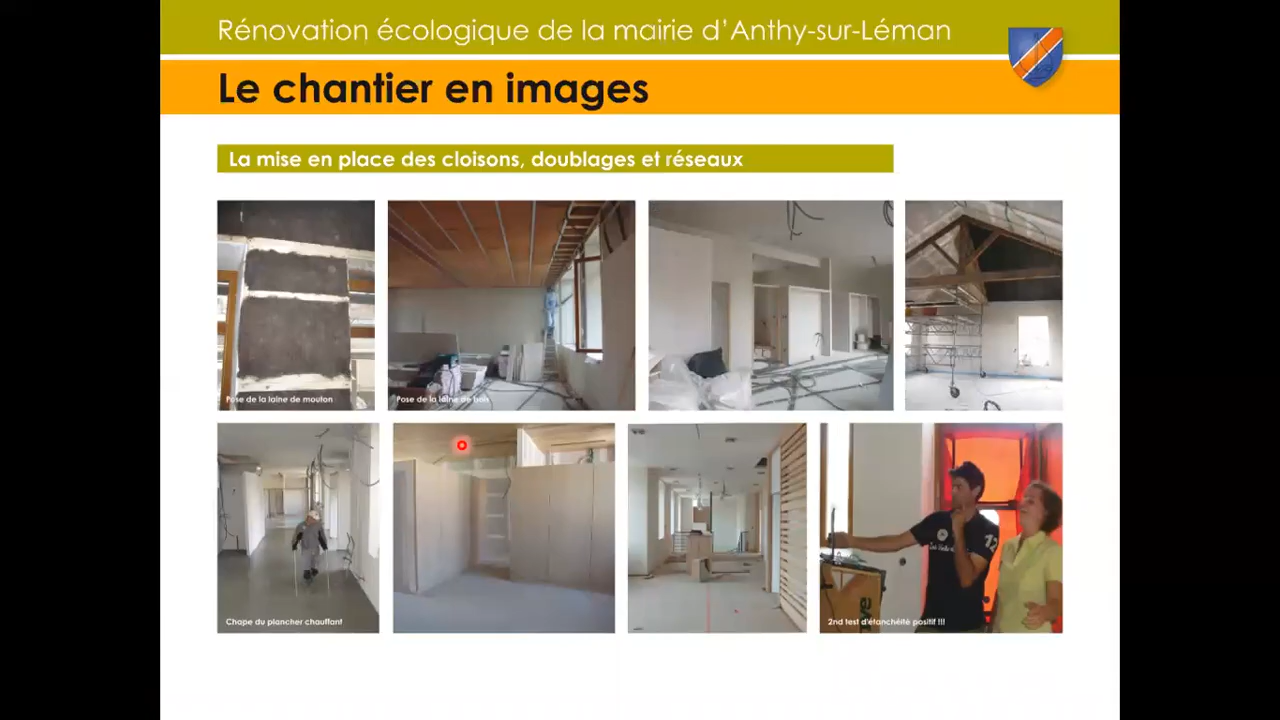 Rénovation écologique de la mairie d’Anthy-sur-Léman
Le chantier en images
La mise en place des cloisons, doublages et réseaux
Pose de la laine de mouton
Pose de la laine de bois
Chape du plancher chauffant
2nd test d'étanchéité positif !!!
12